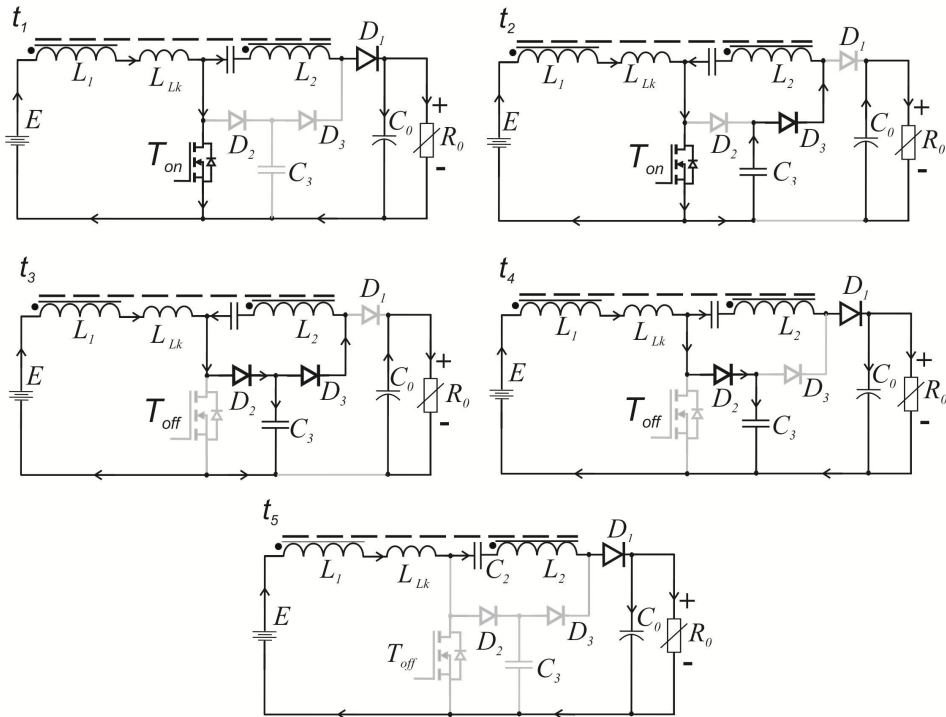 t1 t2
D1 D1
L1 LLk L2 L1 LLk L2
E D2 D3 C0 + R0 - E D2 D3 C0 + R0 -
Ton C3 Ton C3
t3 t4
D1 D1
L1 LLk L2 L1 LLk L2
E D2 D3 C0 + R0 - E D2 D3 C0 + R0 -
Toff C3 Toff C3
t5
D1
L1 LLk C2 L2
E D2 D3 C0 + R0 -
Toff C3